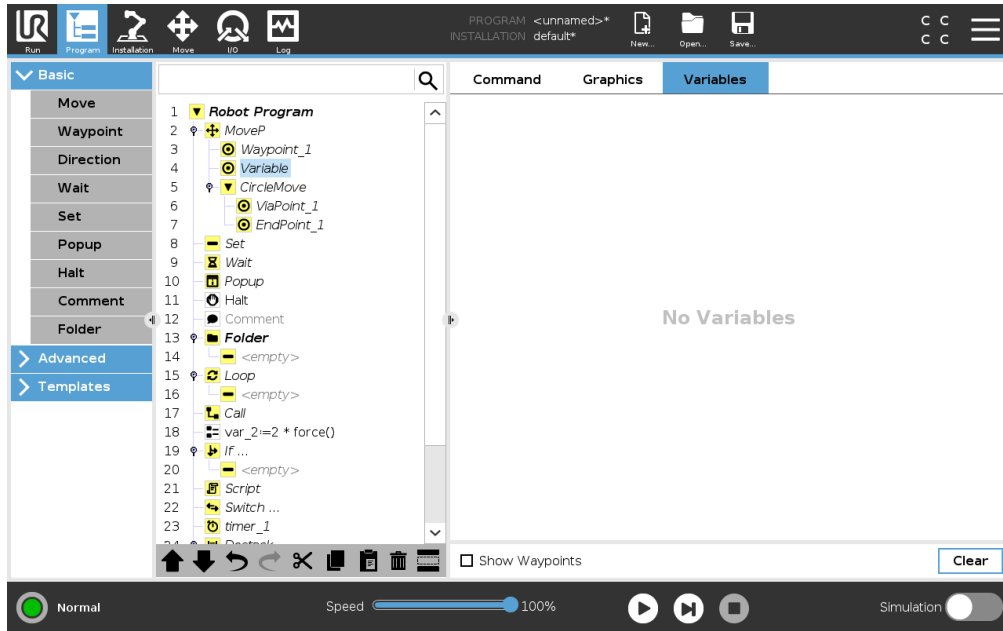 PROGRAM <unnamed>*
INSTALLATION default*
UR
Run
Program
Installation
Move
I/O
Log
New...
Open...
Save...
C C
C C
Basic
Move
Waypoint
Direction
Wait
Set
Popup
Halt
Comment
Folder
Advanced
Templates
1 Robot Program
2 MoveP
3 Waypoint_1
4 Variable
5 CircleMove
6 ViaPoint_1
7 EndPoint_1
8 Set
9 Wait
10 Popup
11 Halt
12 Comment
13 Folder
14 <empty>
15 Loop
16 <empty>
17 Call
18 var_2:=2 * force()
19 If ...
20 <empty>
21 Script
22 Switch ...
23 timer_1
Command
Graphics
Variables
No Variables
Show Waypoints
Clear
Normal
Speed
100%
Simulation